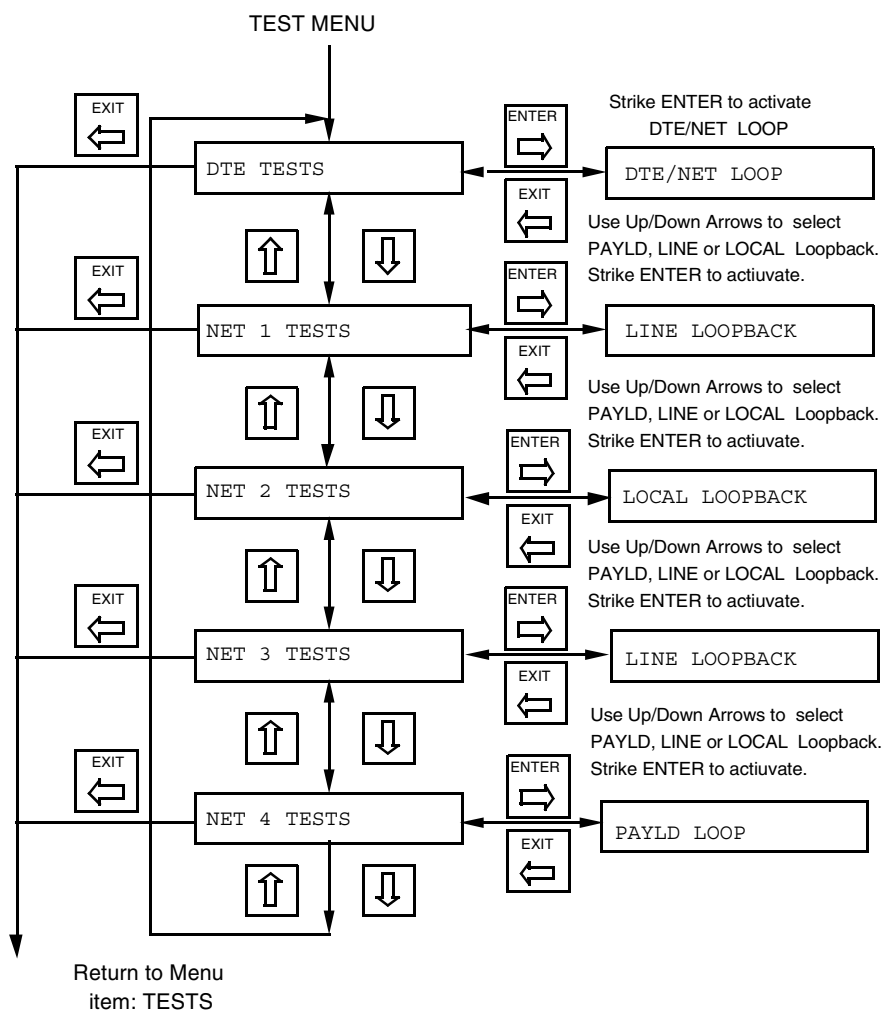 TEST MENU
EXIT
ENTER
Strike ENTER to activate
DTE/NET LOOP
DTE TESTS
DTE/NET LOOP
EXIT
Use Up/Down Arrows to select
PAYLD, LINE or LOCAL Loopback.
Strike ENTER to actiuvate.
EXIT
ENTER
NET 1 TESTS
LINE LOOPBACK
EXIT
Use Up/Down Arrows to select
PAYLD, LINE or LOCAL Loopback.
Strike ENTER to actiuvate.
EXIT
ENTER
NET 2 TESTS
LOCAL LOOPBACK
EXIT
Use Up/Down Arrows to select
PAYLD, LINE or LOCAL Loopback.
Strike ENTER to actiuvate.
EXIT
ENTER
NET 3 TESTS
LINE LOOPBACK
EXIT
Use Up/Down Arrows to select
PAYLD, LINE or LOCAL Loopback.
Strike ENTER to actiuvate.
EXIT
ENTER
NET 4 TESTS
PAYLD LOOP
EXIT
Return to Menu
item: TESTS